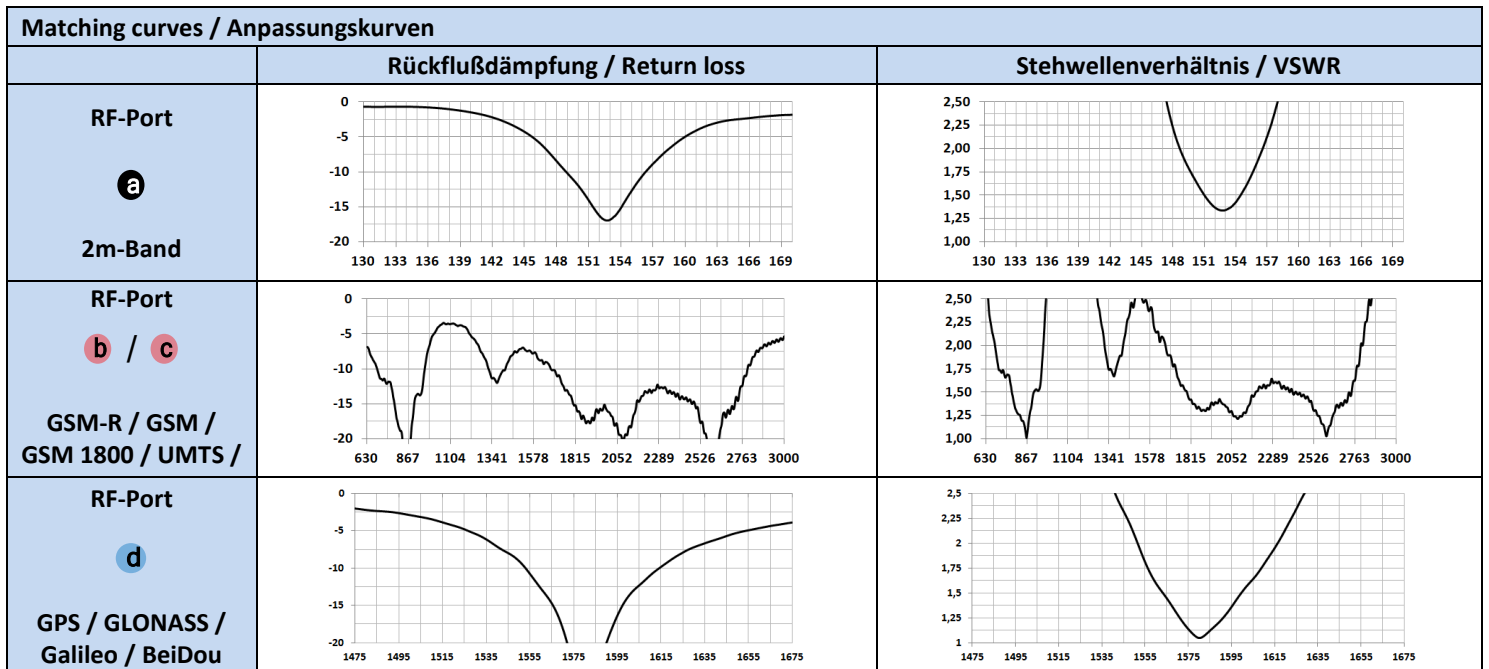 Matching curves / Anpassungskurven
Rückflußdämpfung / Return loss
Stehwellenverhältnis / VSWR
RF-Port
a
2m-Band
0
-5
-10
-15
-20
130 133 136 139 142 145 148 151 154 157 160 163 166 169
2,50
2,25
2,00
1,75
1,50
1,25
1,00
130 133 136 139 142 145 148 151 154 157 160 163 166 169
RF-Port
b / c
GSM-R / GSM /
GSM 1800 / UMTS /
0
-5
-10
-15
-20
630 867 1104 1341 1578 1815 2052 2289 2526 2763 3000
2,50
2,25
2,00
1,75
1,50
1,25
1,00
630 867 1104 1341 1578 1815 2052 2289 2526 2763 3000
RF-Port
d
GPS / GLONASS /
Galileo / BeiDou
0
-5
-10
-15
-20
1475 1495 1515 1535 1555 1575 1595 1615 1635 1655 1675
2,5
2,25
2
1,75
1,5
1,25
1
1475 1495 1515 1535 1555 1575 1595 1615 1635 1655 1675